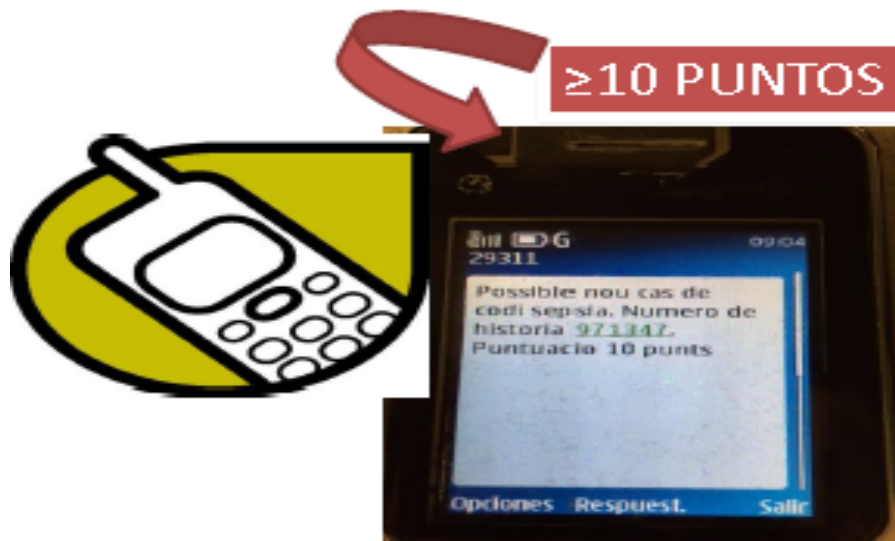 ≥10 PUNTOS
G
09:04
29311
Possible nou cas de
codi sepsia. Numero de
historia 971347.
Puntuacio 10 punts
Opciones Respuest. Salir